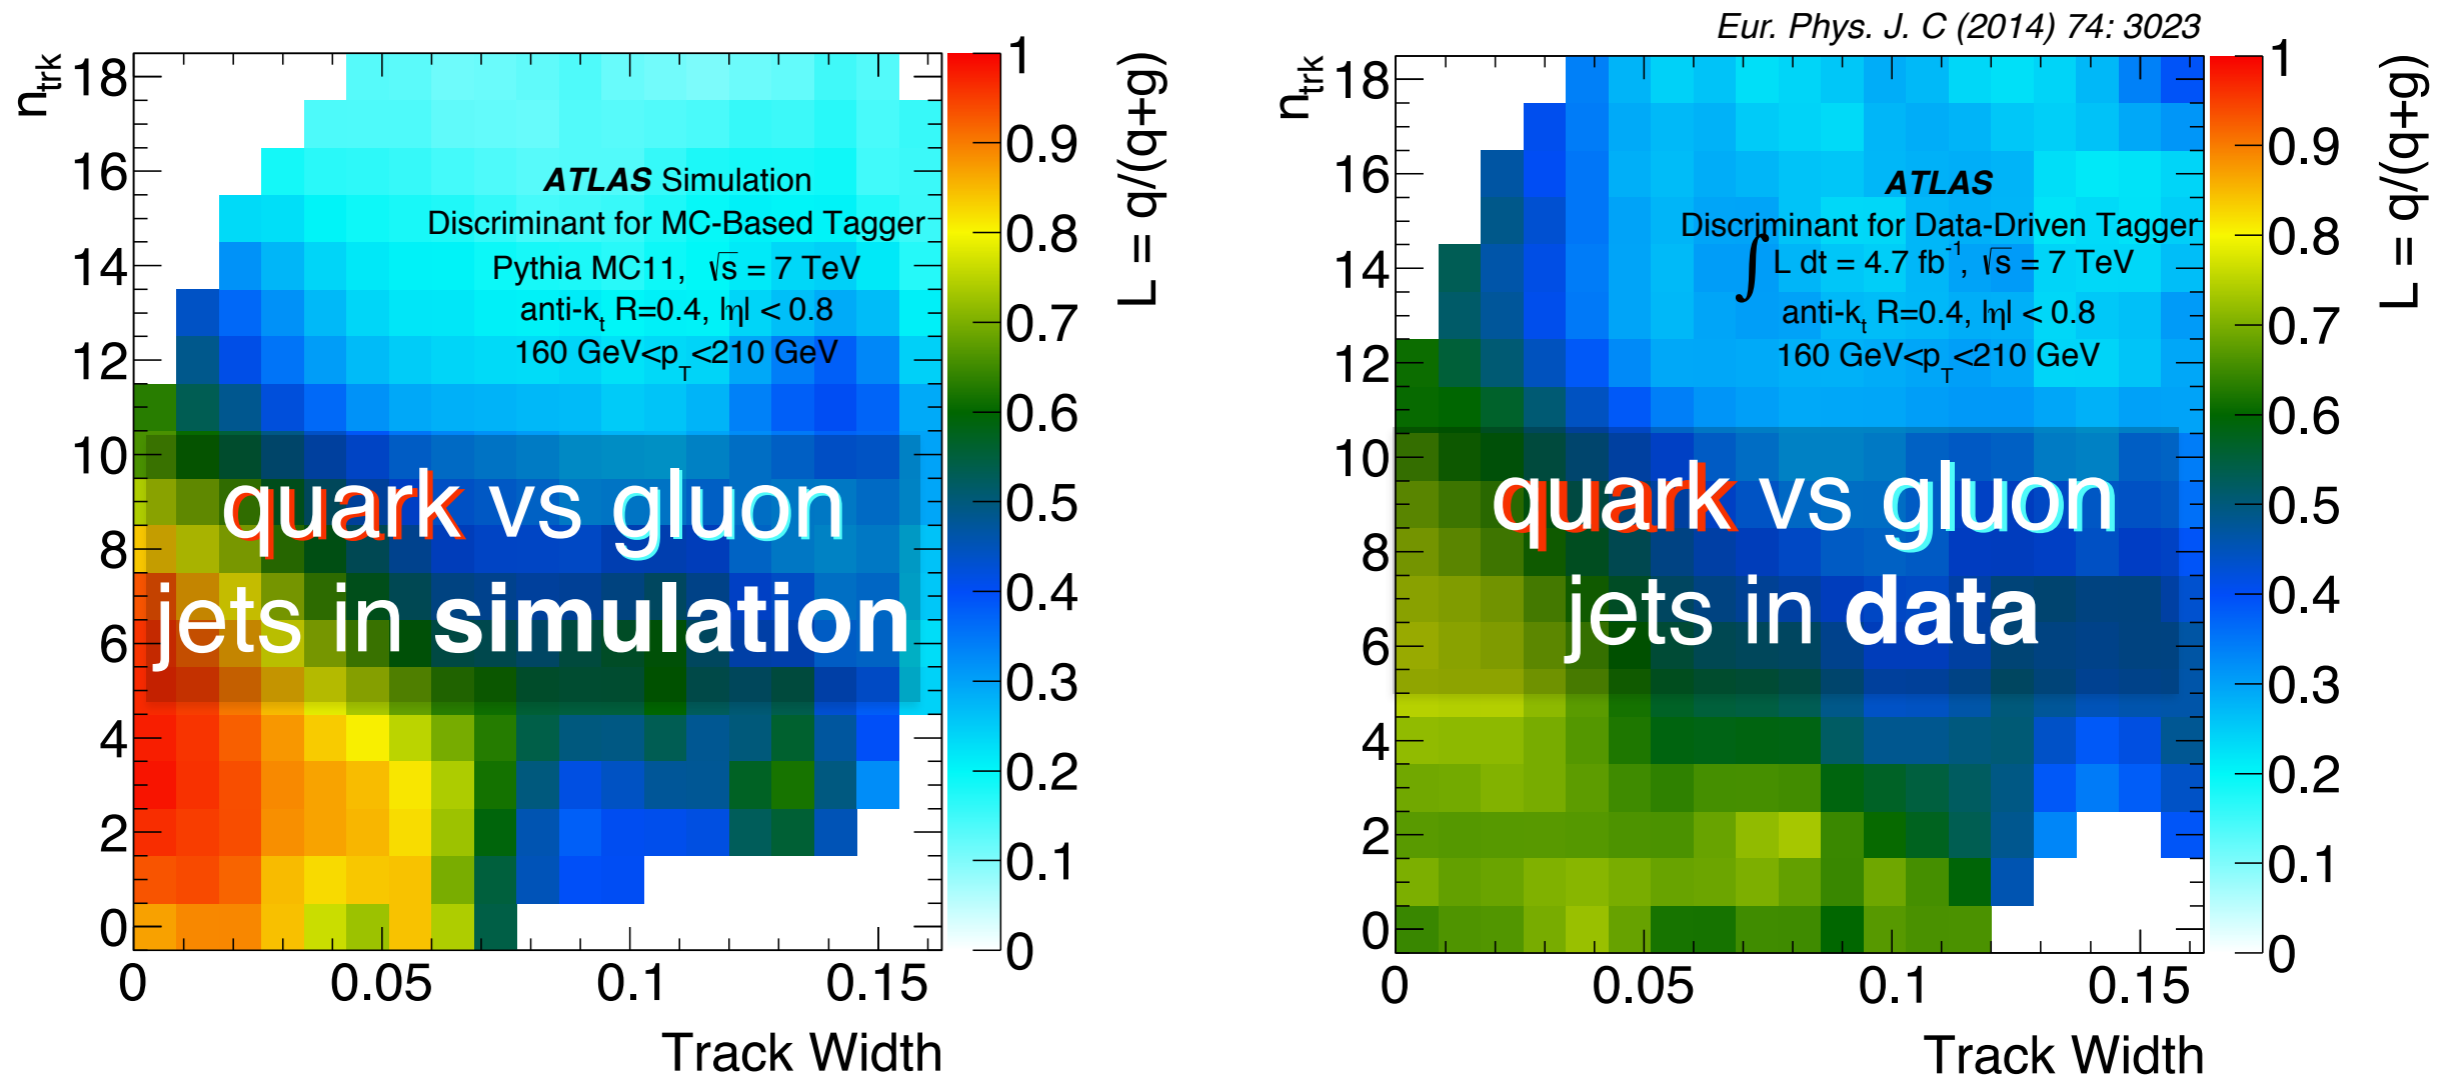 Eur. Phys. J. C (2014) 74: 3023
n_trk
18
16
14
12
10
8
6
4
2
0
0
0.05
0.1
0.15
Track Width
ATLAS Simulation
Discriminant for MC-Based Tagger
Pythia MC11, √s = 7 TeV
anti-k_t R=0.4, |η| < 0.8
160 GeV<p_T<210 GeV
quark vs gluon
jets in simulation
1
0.9
0.8
0.7
0.6
0.5
0.4
0.3
0.2
0.1
0
L = q/(q+g)
n_trk
18
16
14
12
10
8
6
4
2
0
0
0.05
0.1
0.15
Track Width
ATLAS
Discriminant for Data-Driven Tagger
∫ L dt = 4.7 fb⁻¹, √s = 7 TeV
anti-k_t R=0.4, |η| < 0.8
160 GeV<p_T<210 GeV
quark vs gluon
jets in data
1
0.9
0.8
0.7
0.6
0.5
0.4
0.3
0.2
0.1
0
L = q/(q+g)